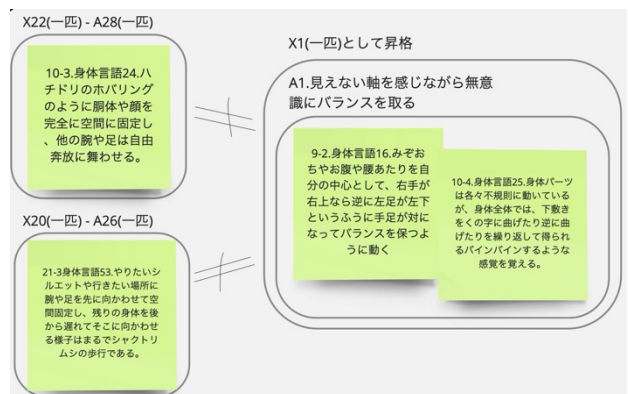 X22(一匹) - A28(一匹)
10-3.身体言語24.ハ
チドリのホバリング
のように胴体や顔を
完全に空間に固定し
、他の腕や足は自由
奔放に舞わせる。
X20(一匹) - A26(一匹)
21-3身体言語53.やりたいシ
ルエットや行きたい場所に
腕や足を先に向かわせて空
間固定し、残りの身体を後
から遅れてそこに向かわせ
る様子はまるでシャクトリ
ムシの歩行である。
X1(一匹)として昇格
A1.見えない軸を感じながら無意
識にバランスを取る
9-2.身体言語16.みぞお
ちやお腹や腰あたりを自
分の中心として、右手が
右上なら逆に左足が左下
というふうに手足が対に
なってバランスを保つよ
うに動く
10-4.身体言語25.身体パーツ
は各々不規則に動いている
が、身体全体では、下敷き
をくの字に曲げたり逆に曲
げたりを繰り返して得られ
るバインバインするような
感覚を覚える。